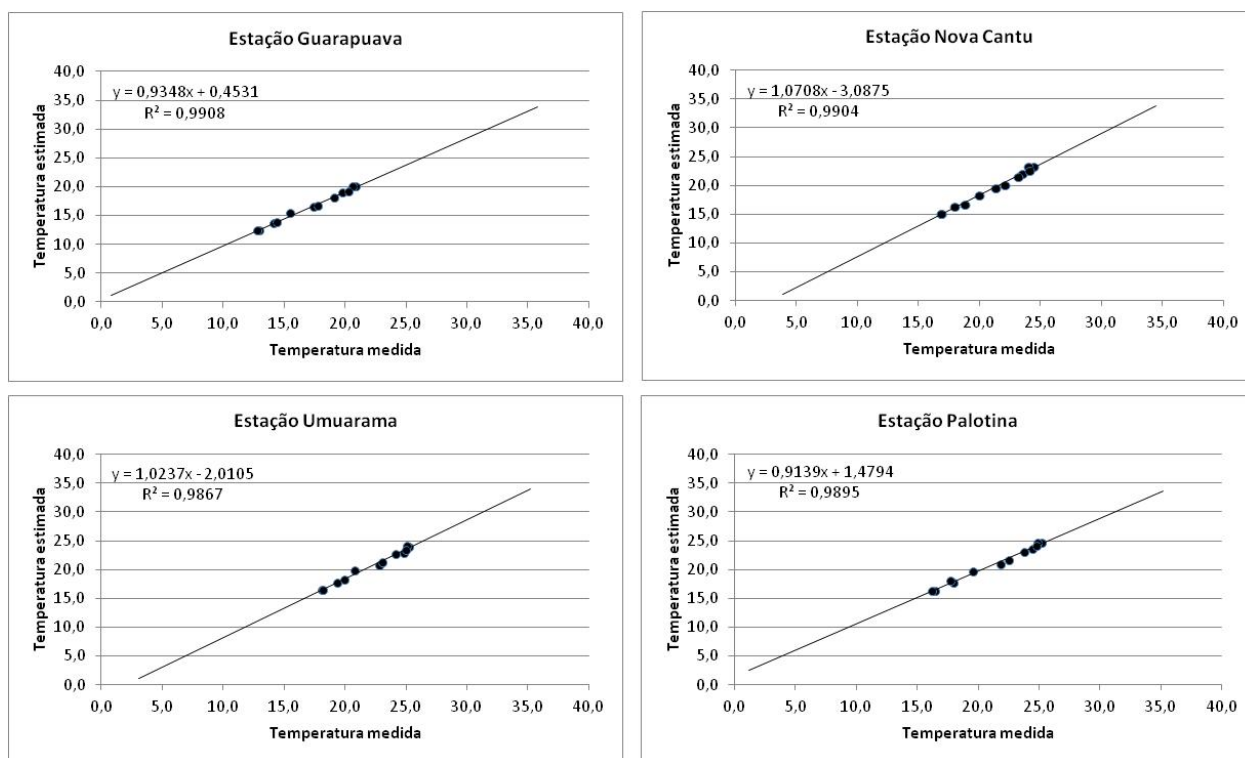 Estação Guarapuava
Temperatura estimada
40,0
35,0
30,0
25,0
20,0
15,0
10,0
5,0
0,0
y = 0,9348x + 0,4531
R² = 0,9908
0,0 5,0 10,0 15,0 20,0 25,0 30,0 35,0 40,0
Temperatura medida
Estação Nova Cantu
Temperatura estimada
40,0
35,0
30,0
25,0
20,0
15,0
10,0
5,0
0,0
y = 1,0708x - 3,0875
R² = 0,9904
0,0 5,0 10,0 15,0 20,0 25,0 30,0 35,0 40,0
Temperatura medida
Estação Umuarama
Temperatura estimada
40,0
35,0
30,0
25,0
20,0
15,0
10,0
5,0
0,0
y = 1,0237x - 2,0105
R² = 0,9867
0,0 5,0 10,0 15,0 20,0 25,0 30,0 35,0 40,0
Temperatura medida
Estação Palotina
Temperatura estimada
40,0
35,0
30,0
25,0
20,0
15,0
10,0
5,0
0,0
y = 0,9139x + 1,4794
R² = 0,9895
0,0 5,0 10,0 15,0 20,0 25,0 30,0 35,0 40,0
Temperatura medida